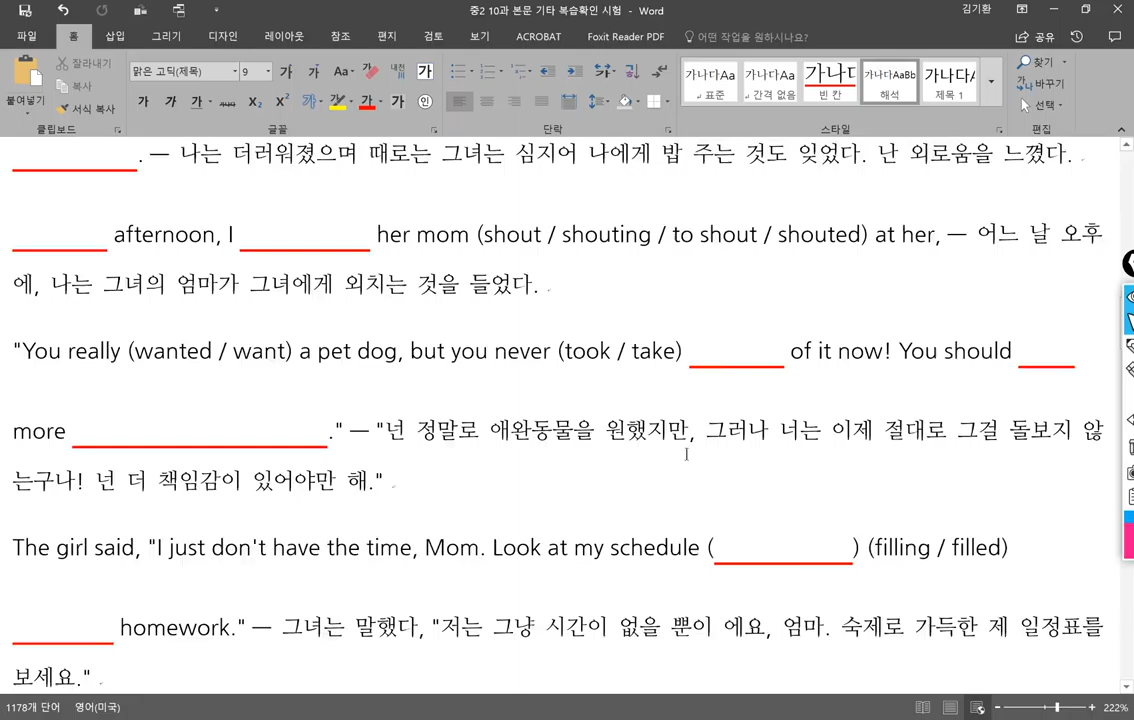 중2 10과 본문 기타 복습확인 시험 - Word
김기환
파일 홈 삽입 그리기 디자인 레이아웃 참조 편지 검토 보기 ACROBAT Foxit Reader PDF 어떤 작업을 원하시나요? 공유
붙여넣기 잘라내기 복사 서식 복사
맑은 고딕(제목) 9
가나다Aa 표준 가나다Aa 간격 없음 가나다 빈 칸 가나다AaBb 해석 가나다A 제목 1
찾기 바꾸기 선택
클립보드 글꼴 단락 스타일 편집
. ㅡ 나는 더러워졌으며 때로는 그녀는 심지어 나에게 밥 주는 것도 잊었다. 난 외로움을 느꼈다.
afternoon, I her mom (shout / shouting / to shout / shouted) at her, ㅡ 어느 날 오후
에, 나는 그녀의 엄마가 그녀에게 외치는 것을 들었다.
"You really (wanted / want) a pet dog, but you never (took / take) of it now! You should
more ." ㅡ "넌 정말로 애완동물을 원했지만, 그러나 너는 이제 절대로 그걸 돌보지 않
는구나! 넌 더 책임감이 있어야만 해."
The girl said, "I just don't have the time, Mom. Look at my schedule ( ) (filling / filled)
homework." ㅡ 그녀는 말했다, "저는 그냥 시간이 없을 뿐이 에요, 엄마. 숙제로 가득한 제 일정표를
보세요."
1178개 단어 영어(미국) 222%